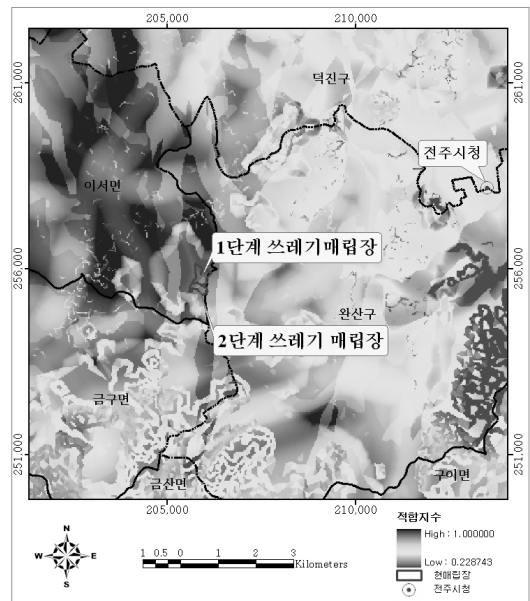 205,000 210,000
261,000 261,000
덕진구
전주시청
이서면
1단계 쓰레기매립장
256,000 256,000
완산구
2단계 쓰레기 매립장
금구면
251,000 251,000
구이면
금산면
205,000 210,000
적합지수
High : 1.000000
Low : 0.228743
현매립장
전주시청
N
W E
S
1 0.5 0 1 2 3
Kilometers